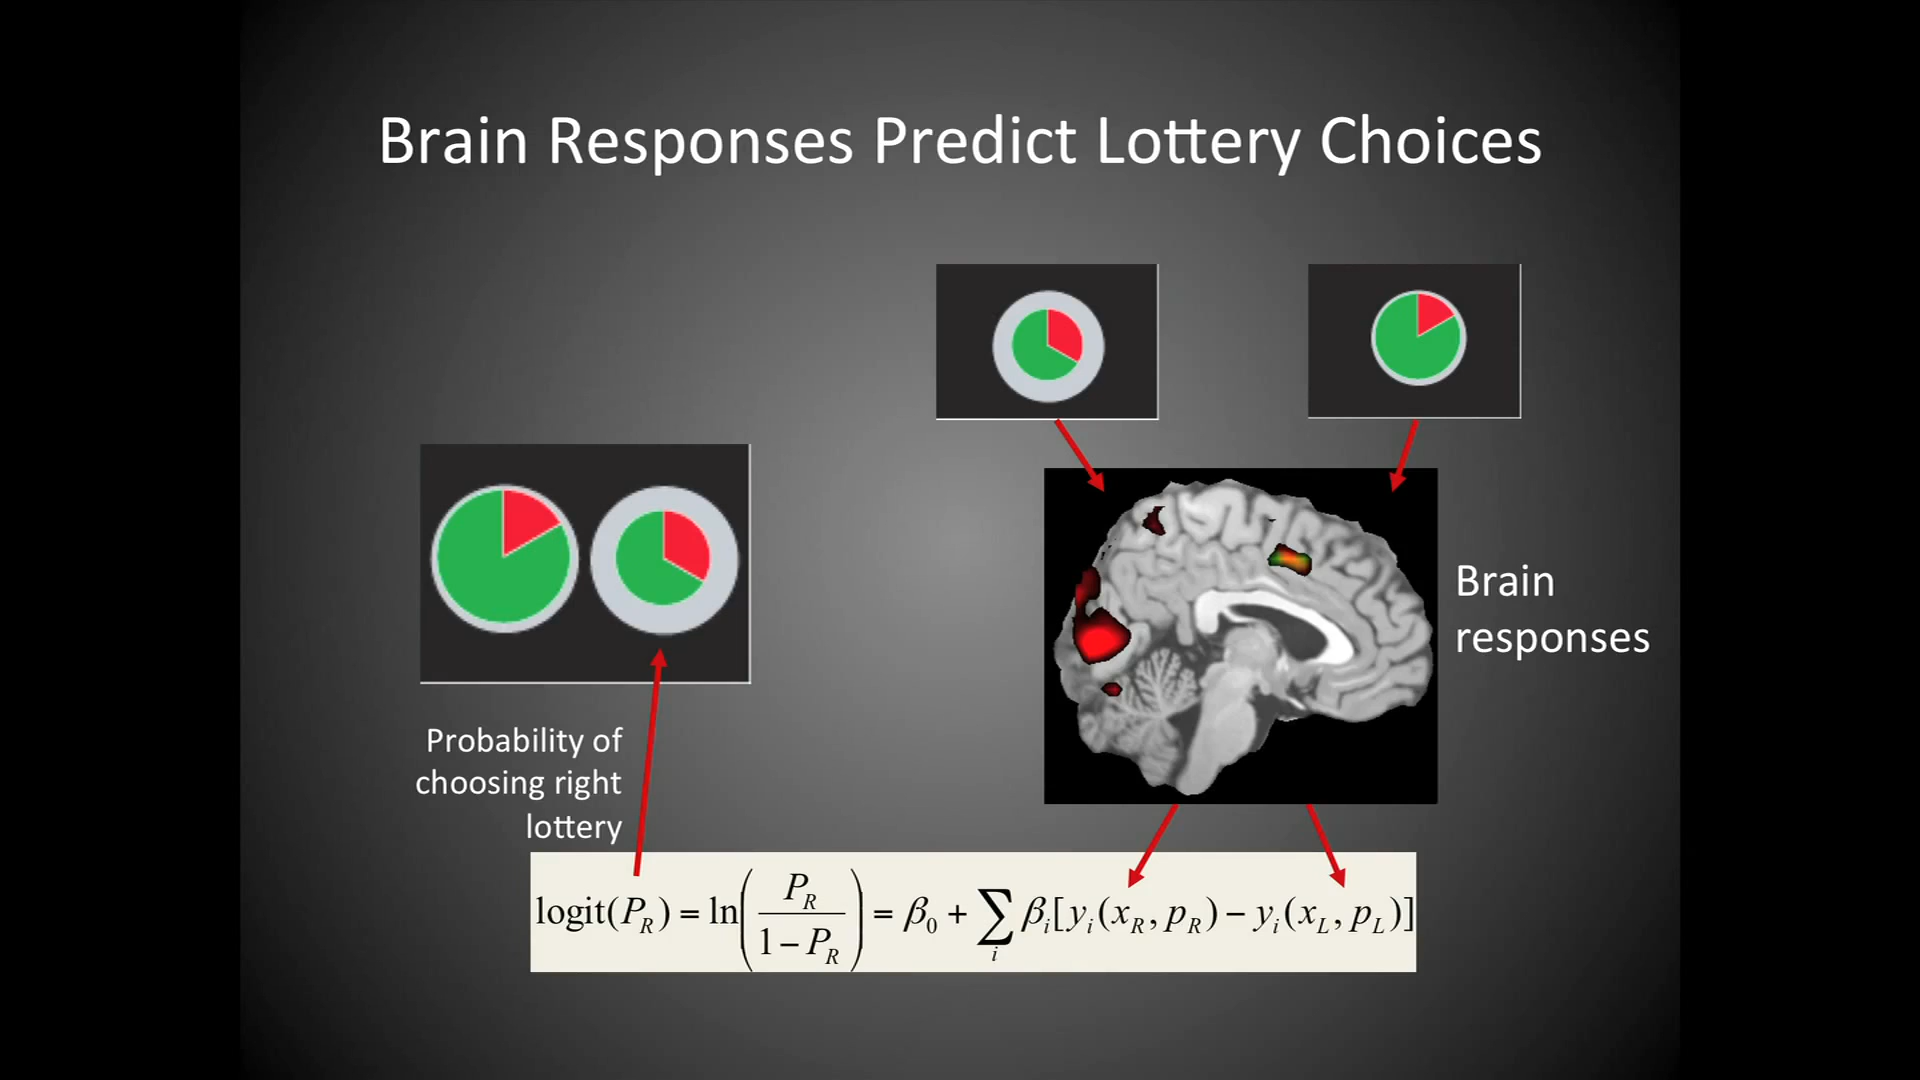 Brain Responses Predict Lottery Choices
Brain
responses
Probability of
choosing right
lottery
logit(P_R) = ln(P_R / (1 − P_R)) = β_0 + ∑_i β_i[y_i(x_R, p_R) − y_i(x_L, p_L)]